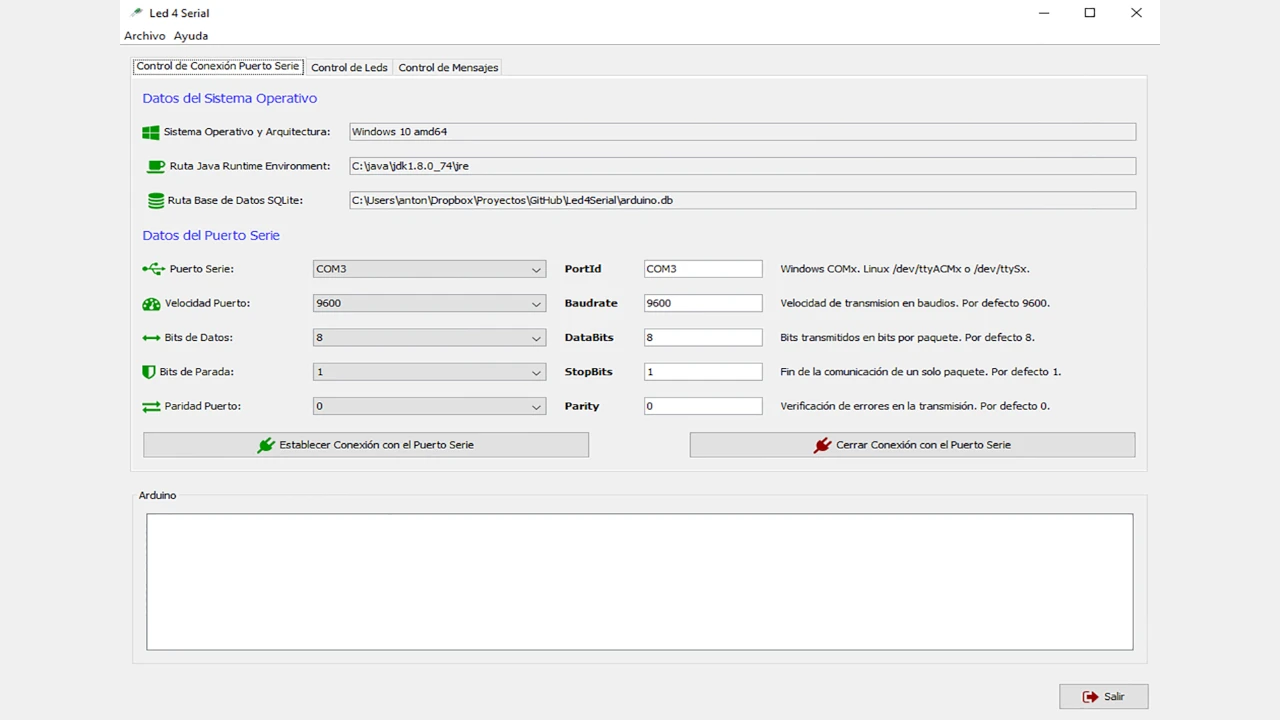 Led 4 Serial
Archivo Ayuda
Control de Conexión Puerto Serie Control de Leds Control de Mensajes
Datos del Sistema Operativo
Sistema Operativo y Arquitectura: Windows 10 amd64
Ruta Java Runtime Environment: C:\java\jdk1.8.0_74\jre
Ruta Base de Datos SQLite: C:\Users\anton\Dropbox\Proyectos\GitHub\Led4Serial\arduino.db
Datos del Puerto Serie
Puerto Serie: COM3 PortId COM3 Windows COMx. Linux /dev/ttyACMx o /dev/ttySx.
Velocidad Puerto: 9600 Baudrate 9600 Velocidad de transmision en baudios. Por defecto 9600.
Bits de Datos: 8 DataBits 8 Bits transmitidos en bits por paquete. Por defecto 8.
Bits de Parada: 1 StopBits 1 Fin de la comunicación de un solo paquete. Por defecto 1.
Paridad Puerto: 0 Parity 0 Verificación de errores en la transmisión. Por defecto 0.
Establecer Conexión con el Puerto Serie Cerrar Conexión con el Puerto Serie
Arduino
Salir